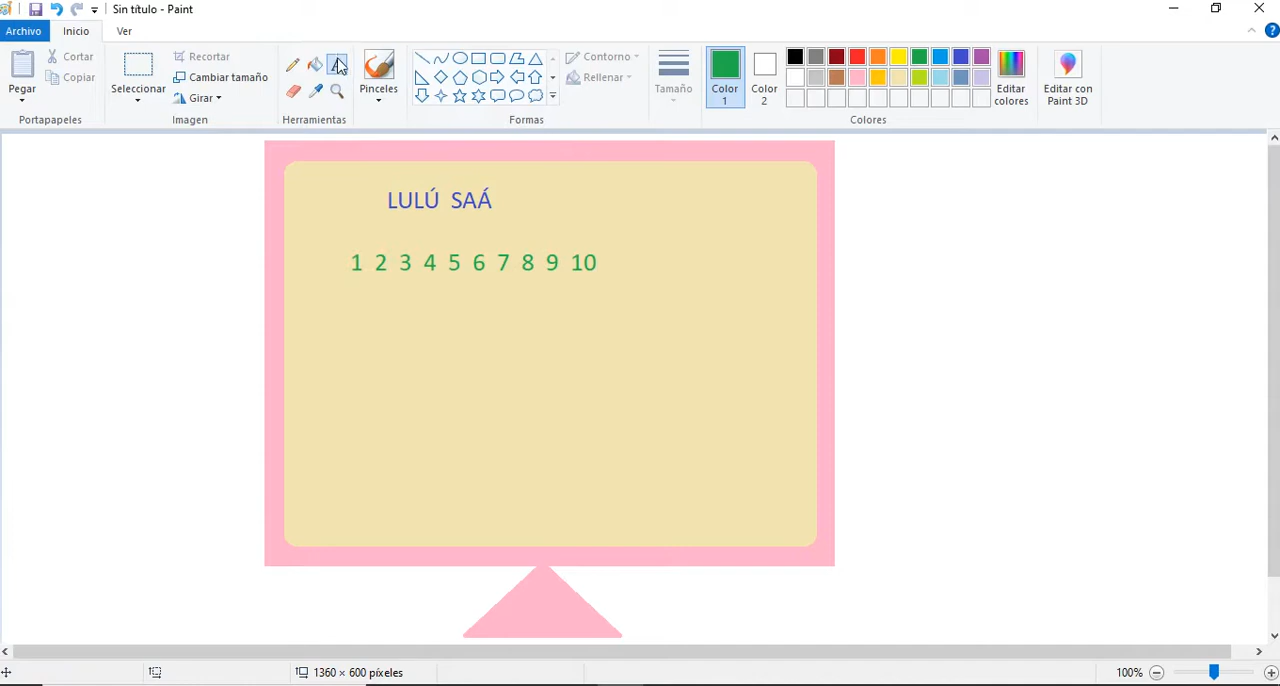 Sin título - Paint
Archivo Inicio Ver
Pegar
Cortar
Copiar
Portapapeles
Seleccionar
Recortar
Cambiar tamaño
Girar
Imagen
Herramientas
Pinceles
Formas
Contorno
Rellenar
Tamaño
Color 1
Color 2
Colores
Editar colores
Editar con Paint 3D
LULÚ SAÁ
1 2 3 4 5 6 7 8 9 10
1360 × 600 píxeles
100%